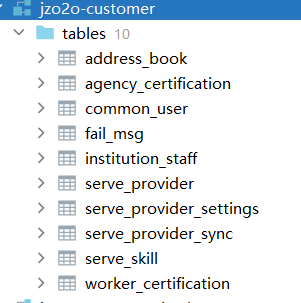 jzo2o-customer
tables 10
address_book
agency_certification
common_user
fail_msg
institution_staff
serve_provider
serve_provider_settings
serve_provider_sync
serve_skill
worker_certification